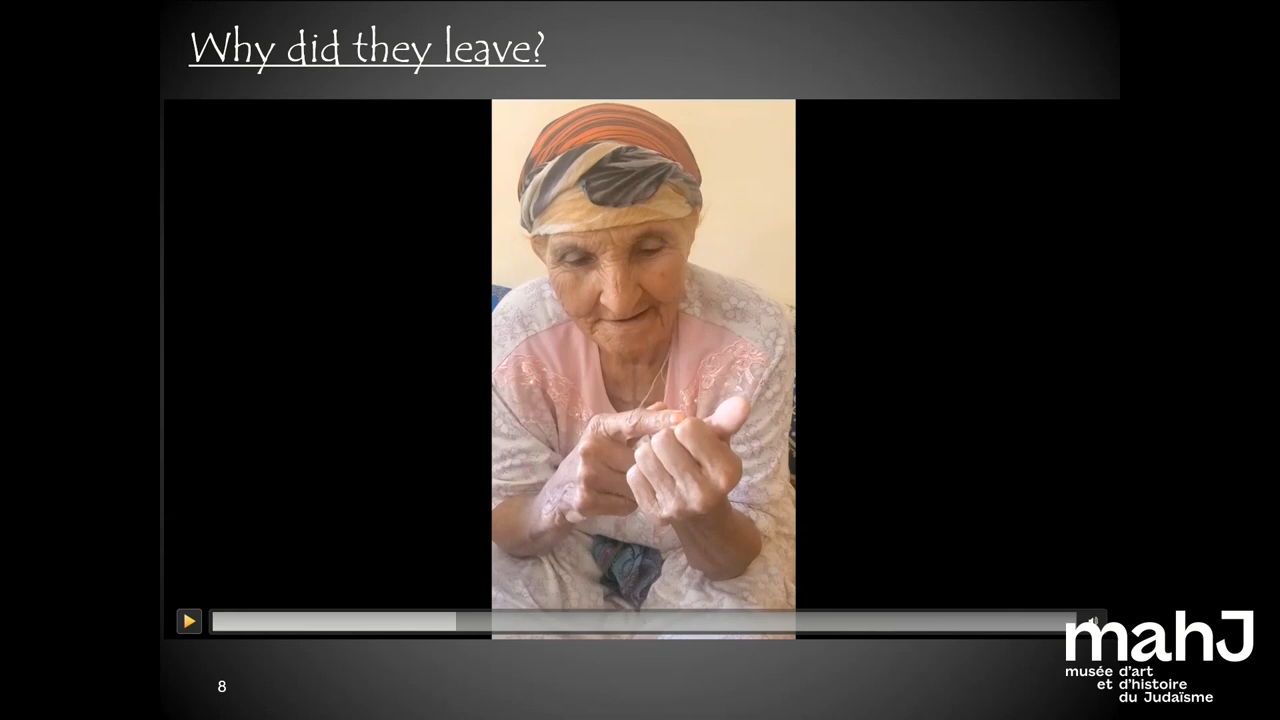 Why did they leave?
8
mahJ
musée d'art
et d'histoire
du Judaïsme